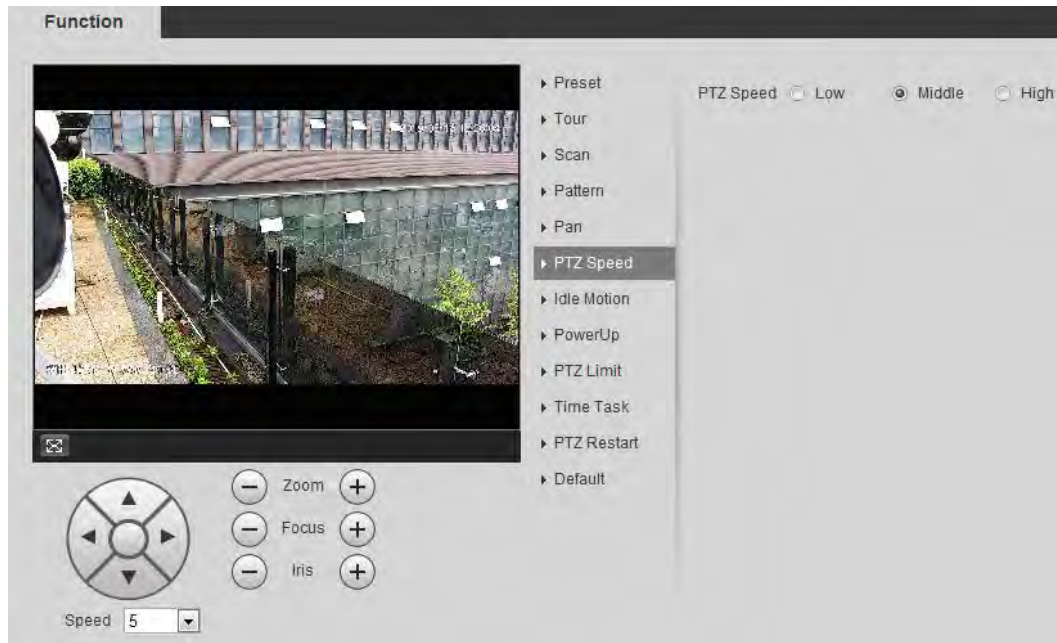 Function
Preset
Tour
Scan
Pattern
Pan
PTZ Speed
Idle Motion
PowerUp
PTZ Limit
Time Task
PTZ Restart
Default
PTZ Speed Low Middle High
Zoom
Focus
Iris
Speed 5